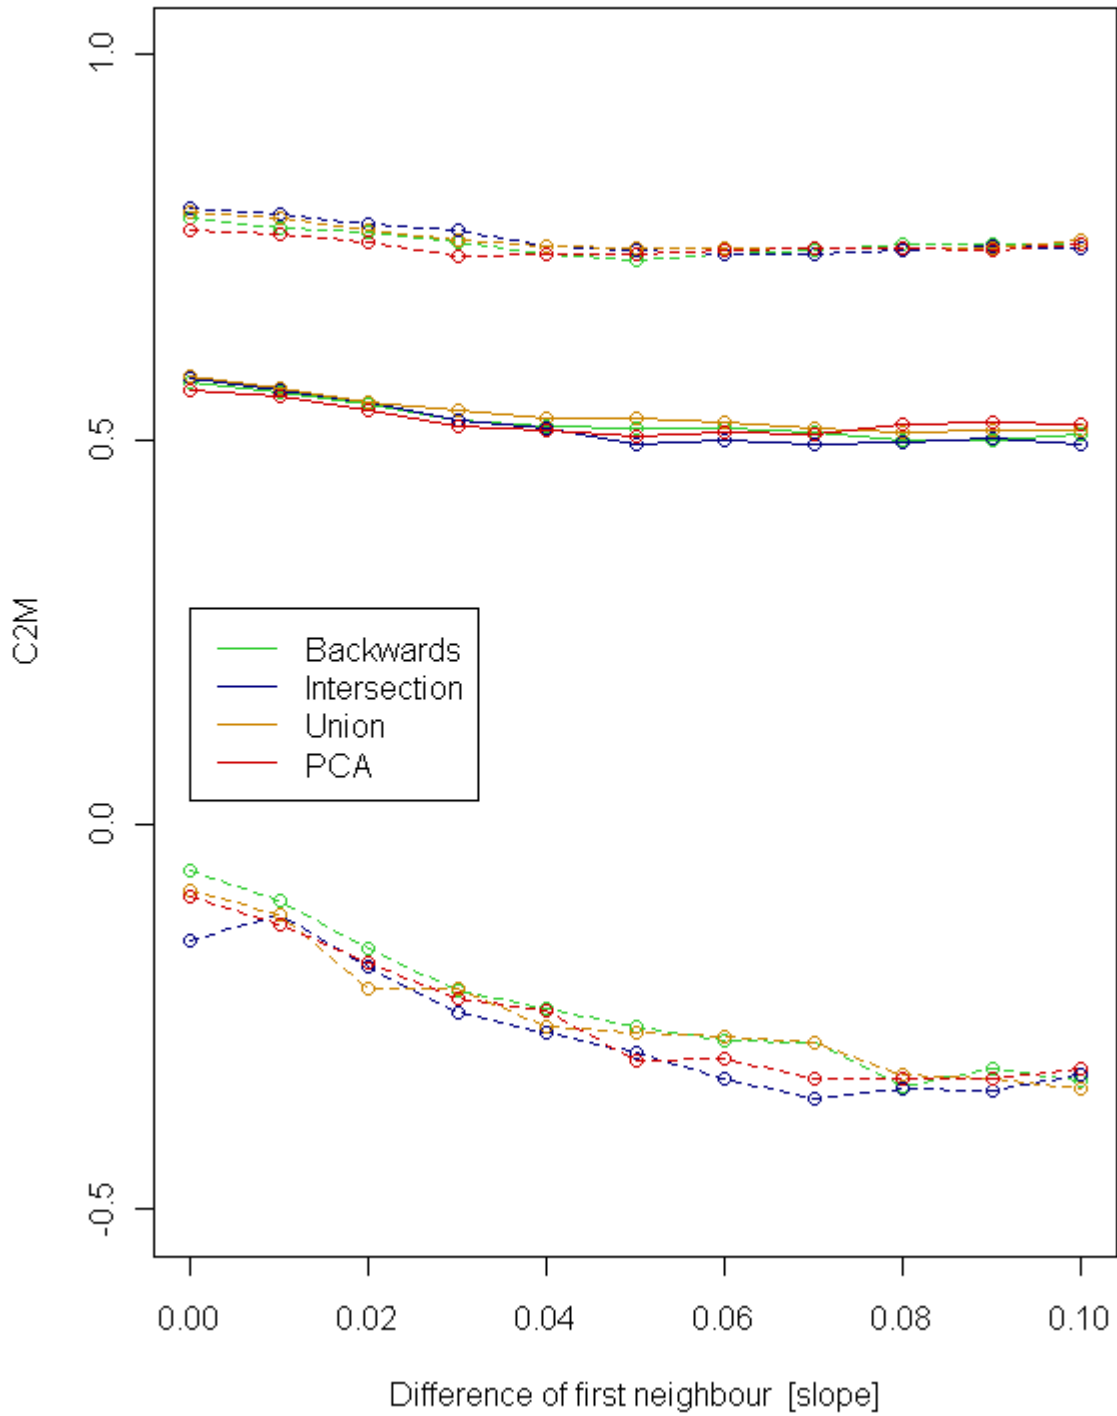 1.0
0.5
0.0
-0.5
C2M
Backwards
Intersection
Union
PCA
0.00 0.02 0.04 0.06 0.08 0.10
Difference of first neighbour [slope]